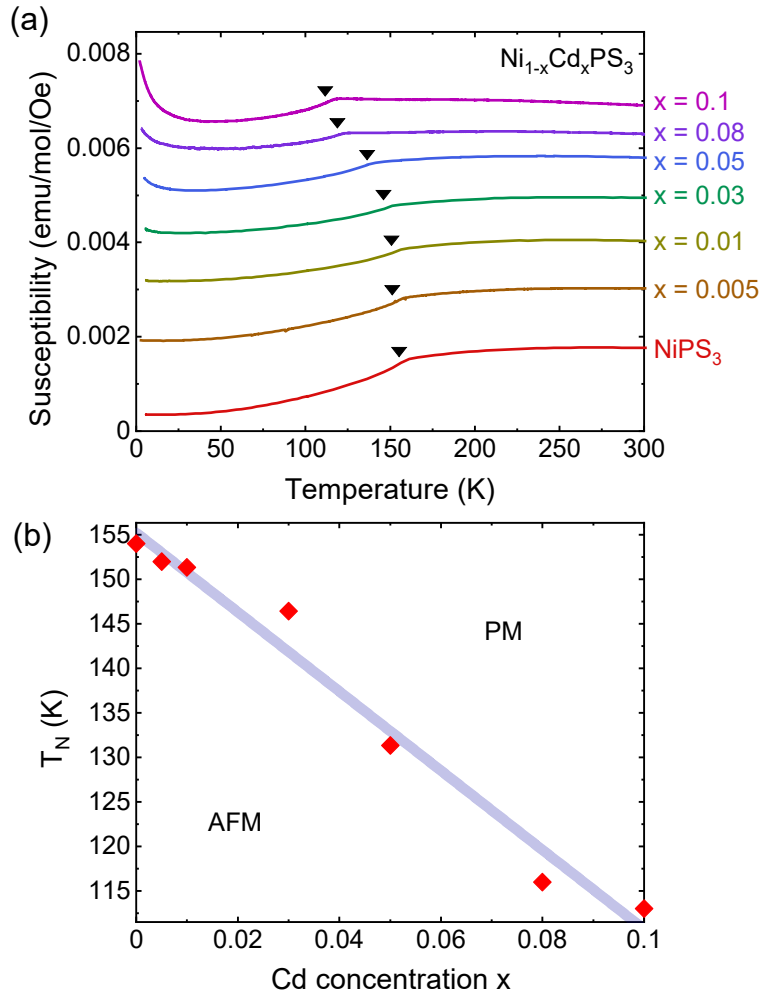 (a)
Susceptibility (emu/mol/Oe)
0.008
0.006
0.004
0.002
0
Ni₁₋ₓCdₓPS₃
x = 0.1
x = 0.08
x = 0.05
x = 0.03
x = 0.01
x = 0.005
NiPS₃
0 50 100 150 200 250 300
Temperature (K)
(b)
T_N (K)
155
150
145
140
135
130
125
120
115
PM
AFM
0 0.02 0.04 0.06 0.08 0.1
Cd concentration x